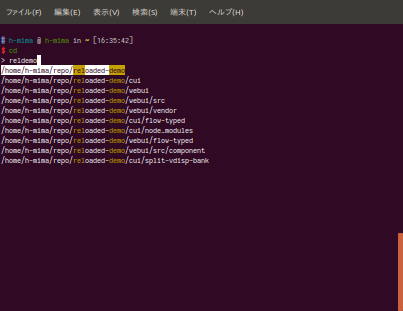 ファイル(F) 編集(E) 表示(V) 検索(S) 端末(T) ヘルプ(H)
# h-mima @ h-mima in ~ [16:35:42]
$ cd
> reldemo
/home/h-mima/repo/reloaded-demo
/home/h-mima/repo/reloaded-demo/cui
/home/h-mima/repo/reloaded-demo/webui
/home/h-mima/repo/reloaded-demo/webui/src
/home/h-mima/repo/reloaded-demo/webui/vendor
/home/h-mima/repo/reloaded-demo/cui/flow-typed
/home/h-mima/repo/reloaded-demo/cui/node_modules
/home/h-mima/repo/reloaded-demo/webui/flow-typed
/home/h-mima/repo/reloaded-demo/webui/src/component
/home/h-mima/repo/reloaded-demo/cui/split-vdisp-bank